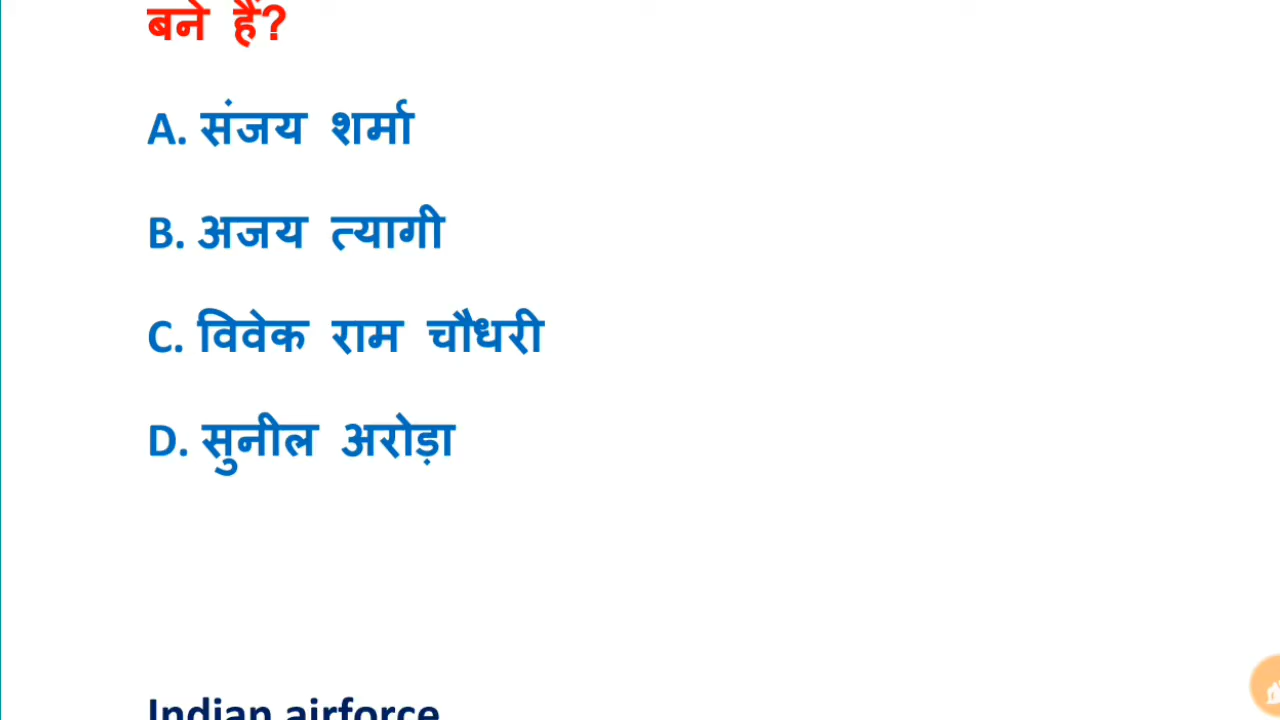 बने हैं?
A. संजय शर्मा
B. अजय त्यागी
C. विवेक राम चौधरी
D. सुनील अरोड़ा
Indian airforce